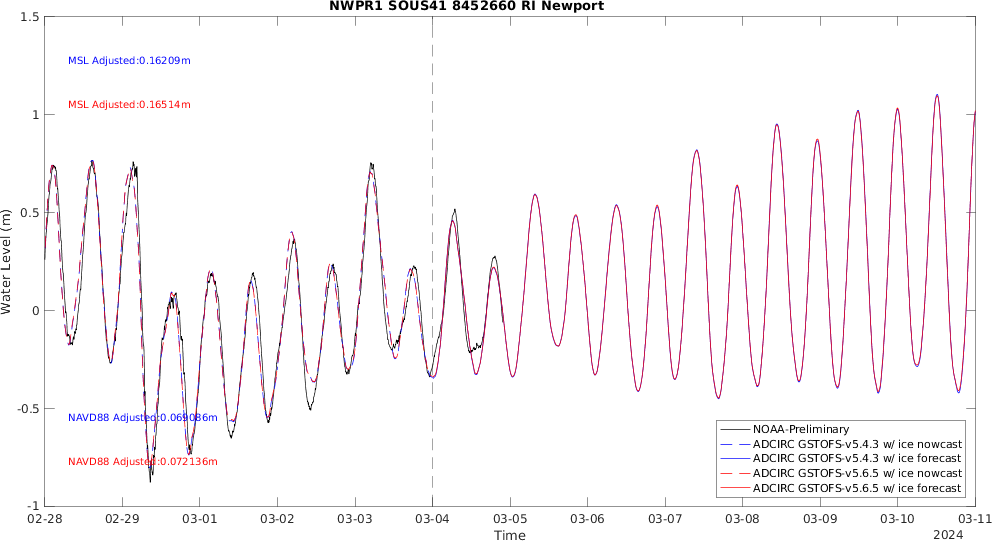 NWPR1 SOUS41 8452660 RI Newport
1.5
1
0.5
0
-0.5
-1
Water Level (m)
MSL Adjusted:0.16209m
MSL Adjusted:0.16514m
NAVD88 Adjusted:0.069086m
NAVD88 Adjusted:0.072136m
NOAA-Preliminary
ADCIRC GSTOFS-v5.4.3 w/ ice nowcast
ADCIRC GSTOFS-v5.4.3 w/ ice forecast
ADCIRC GSTOFS-v5.6.5 w/ ice nowcast
ADCIRC GSTOFS-v5.6.5 w/ ice forecast
02-28 02-29 03-01 03-02 03-03 03-04 03-05 03-06 03-07 03-08 03-09 03-10 03-11
Time
2024